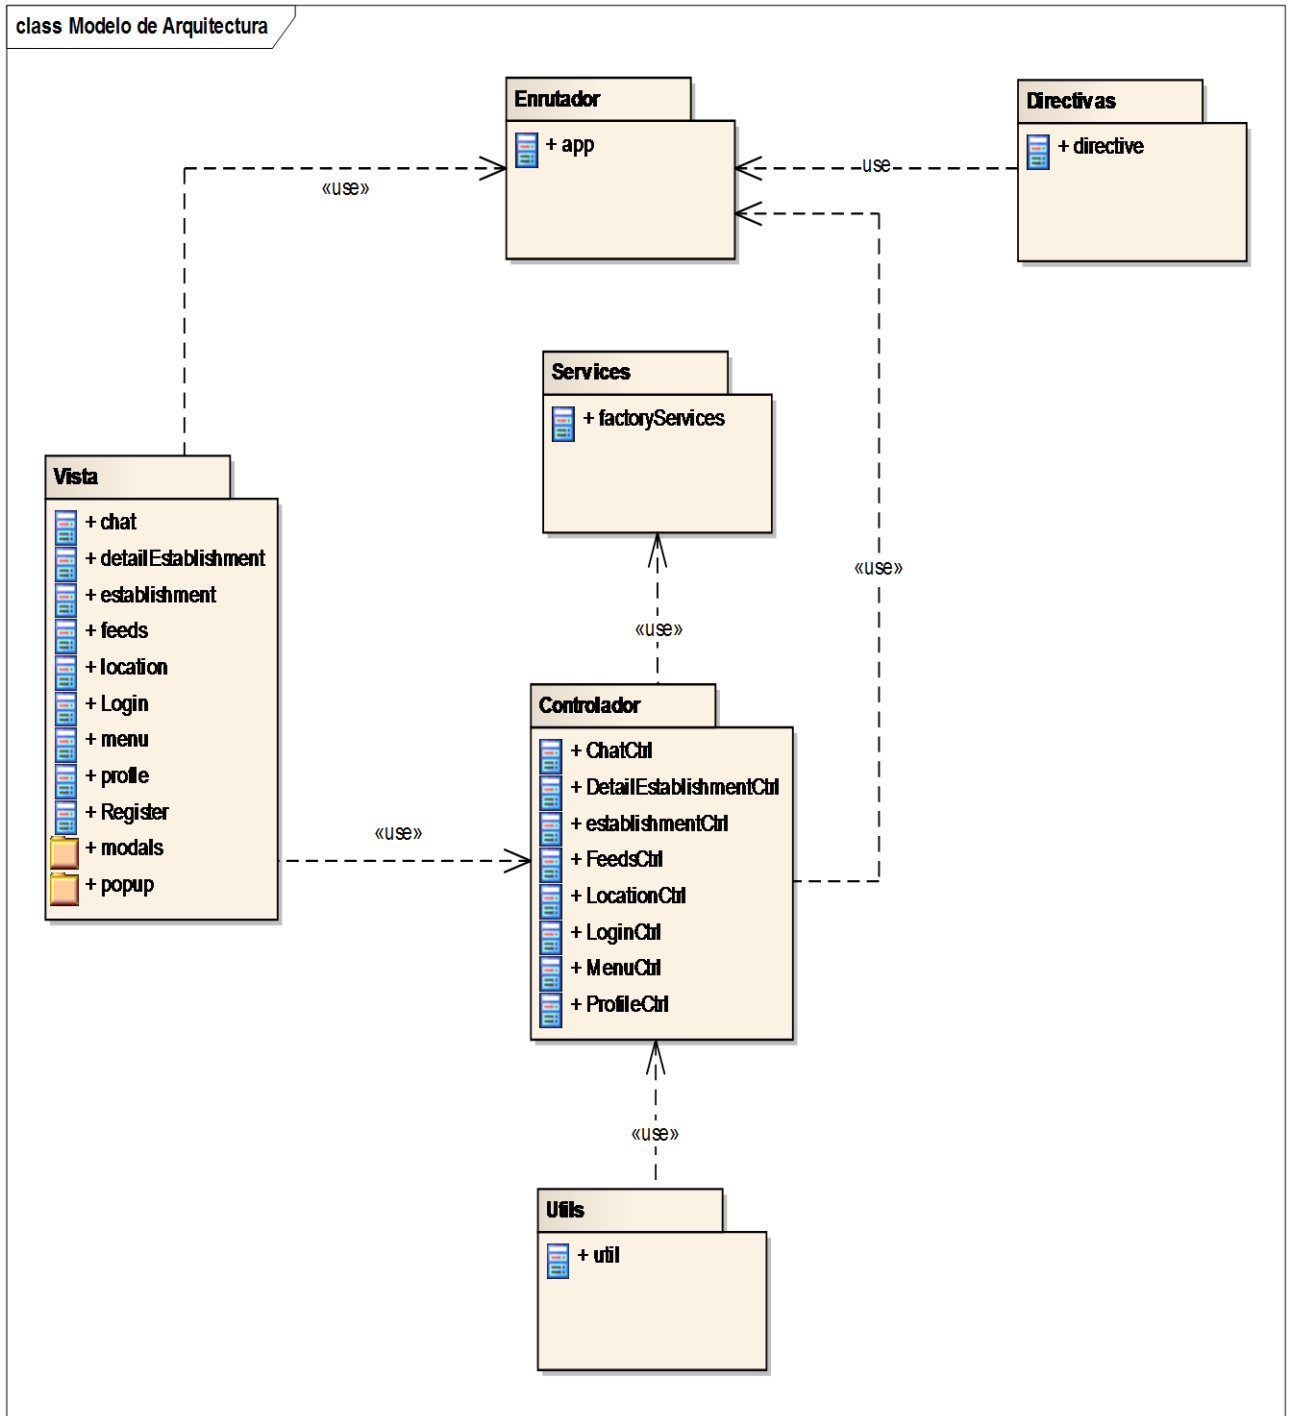 class Modelo de Arquitectura
Enrutador
+ app
Directivas
+ directive
«use»
use
Services
+ factoryServices
Vista
+ chat
+ detailEstablishment
+ establishment
+ feeds
+ location
+ Login
+ menu
+ profile
+ Register
+ modals
+ popup
«use»
«use»
«use»
Controlador
+ ChatCtrl
+ DetailEstablishmentCtrl
+ establishmentCtrl
+ FeedsCtrl
+ LocationCtrl
+ LoginCtrl
+ MenuCtrl
+ ProfileCtrl
«use»
Utils
+ util